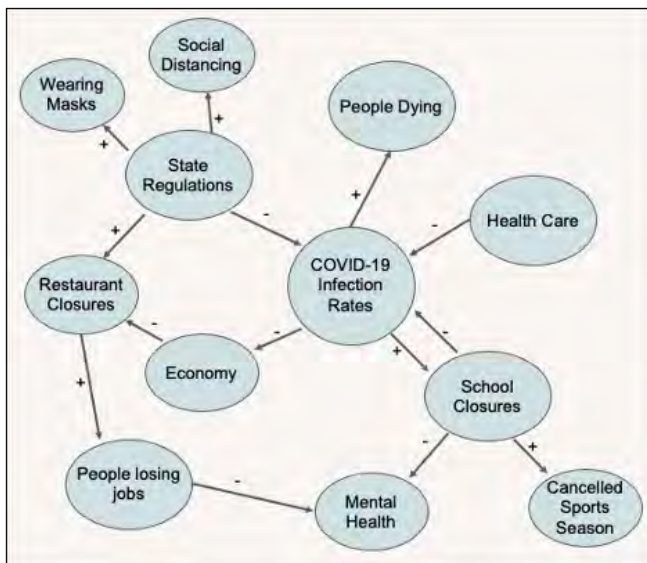 Social
Distancing
Wearing
Masks
People Dying
+
+
State
Regulations
+
Health Care
+
-
-
COVID-19
Infection
Rates
Restaurant
Closures
-
-
-
+
Economy
+
School
Closures
-
+
People losing
jobs
-
Mental
Health
Cancelled
Sports
Season